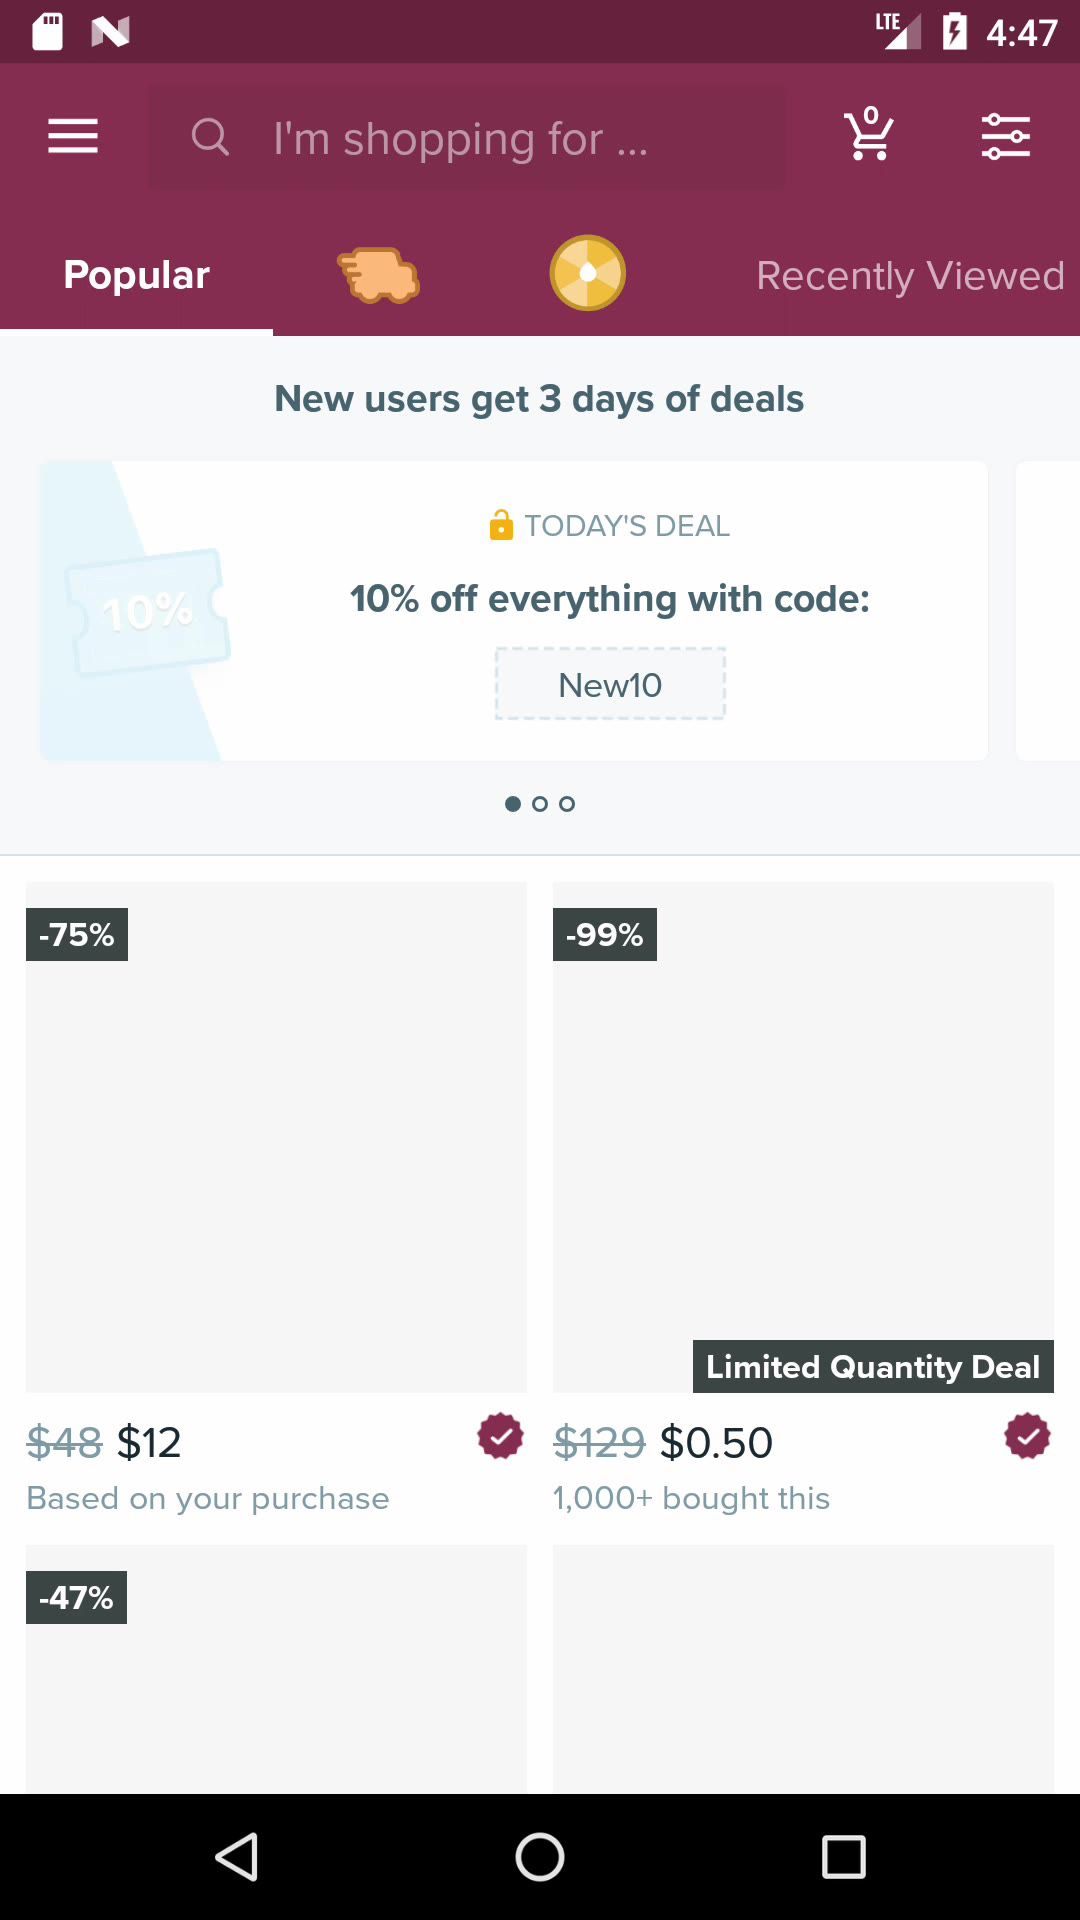 LTE 4:47
I'm shopping for ...
0
Popular
Recently Viewed
New users get 3 days of deals
TODAY'S DEAL
10%
10% off everything with code:
New10
-75%
-99%
Limited Quantity Deal
$48 $12
$129 $0.50
Based on your purchase
1,000+ bought this
-47%